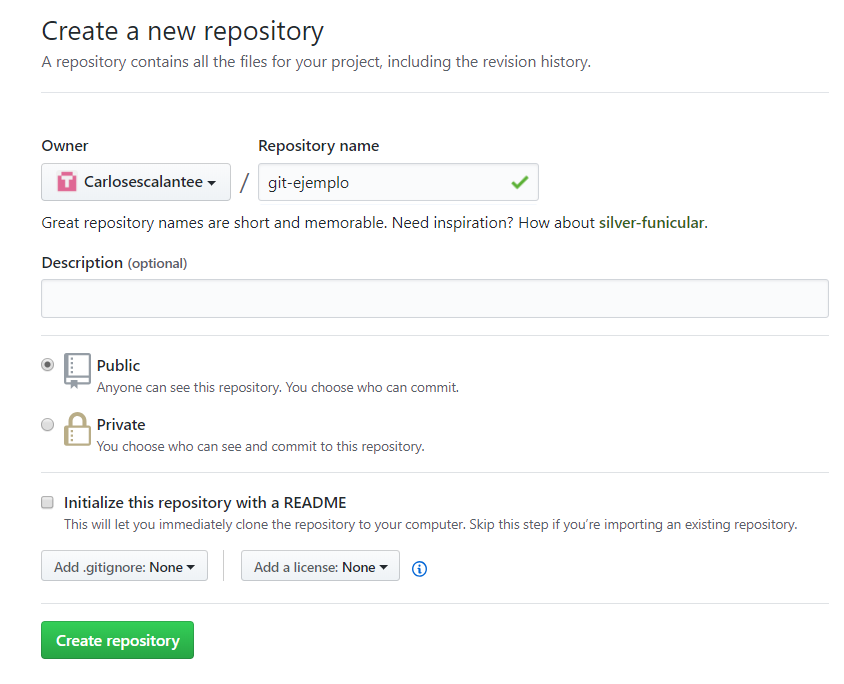 Create a new repository
A repository contains all the files for your project, including the revision history.
Owner
Repository name
T Carlosescalantee / git-ejemplo
Great repository names are short and memorable. Need inspiration? How about silver-funicular.
Description (optional)
Public
Anyone can see this repository. You choose who can commit.
Private
You choose who can see and commit to this repository.
Initialize this repository with a README
This will let you immediately clone the repository to your computer. Skip this step if you’re importing an existing repository.
Add .gitignore: None
Add a license: None
Create repository